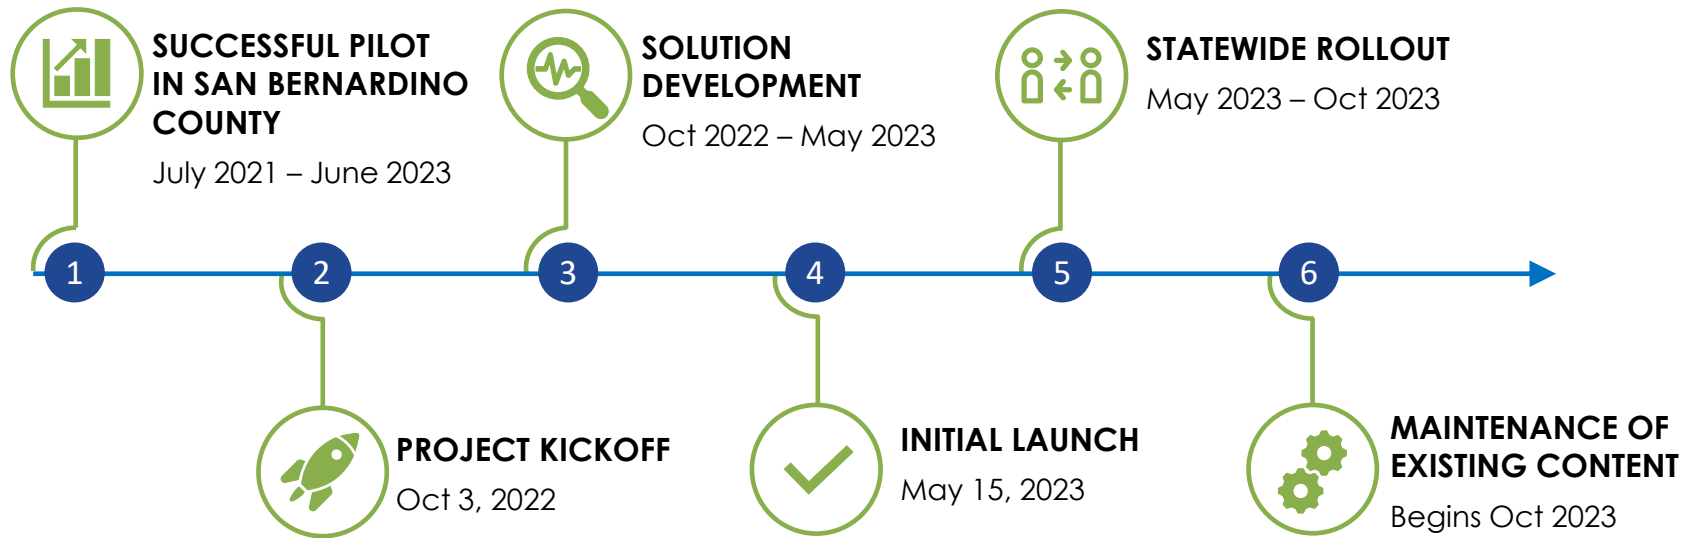 SUCCESSFUL PILOT
IN SAN BERNARDINO
COUNTY
July 2021 – June 2023
SOLUTION
DEVELOPMENT
Oct 2022 – May 2023
STATEWIDE ROLLOUT
May 2023 – Oct 2023
1
2
3
4
5
6
PROJECT KICKOFF
Oct 3, 2022
INITIAL LAUNCH
May 15, 2023
MAINTENANCE OF
EXISTING CONTENT
Begins Oct 2023